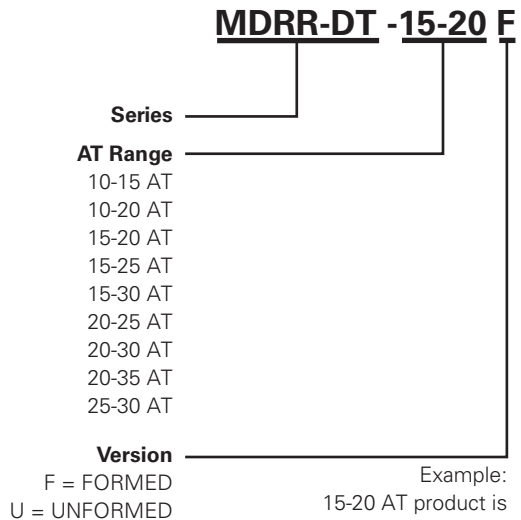 MDRR-DT -15-20 F
Series
AT Range
10-15 AT
10-20 AT
15-20 AT
15-25 AT
15-30 AT
20-25 AT
20-30 AT
20-35 AT
25-30 AT
Version
F = FORMED
U = UNFORMED
Example:
15-20 AT product is